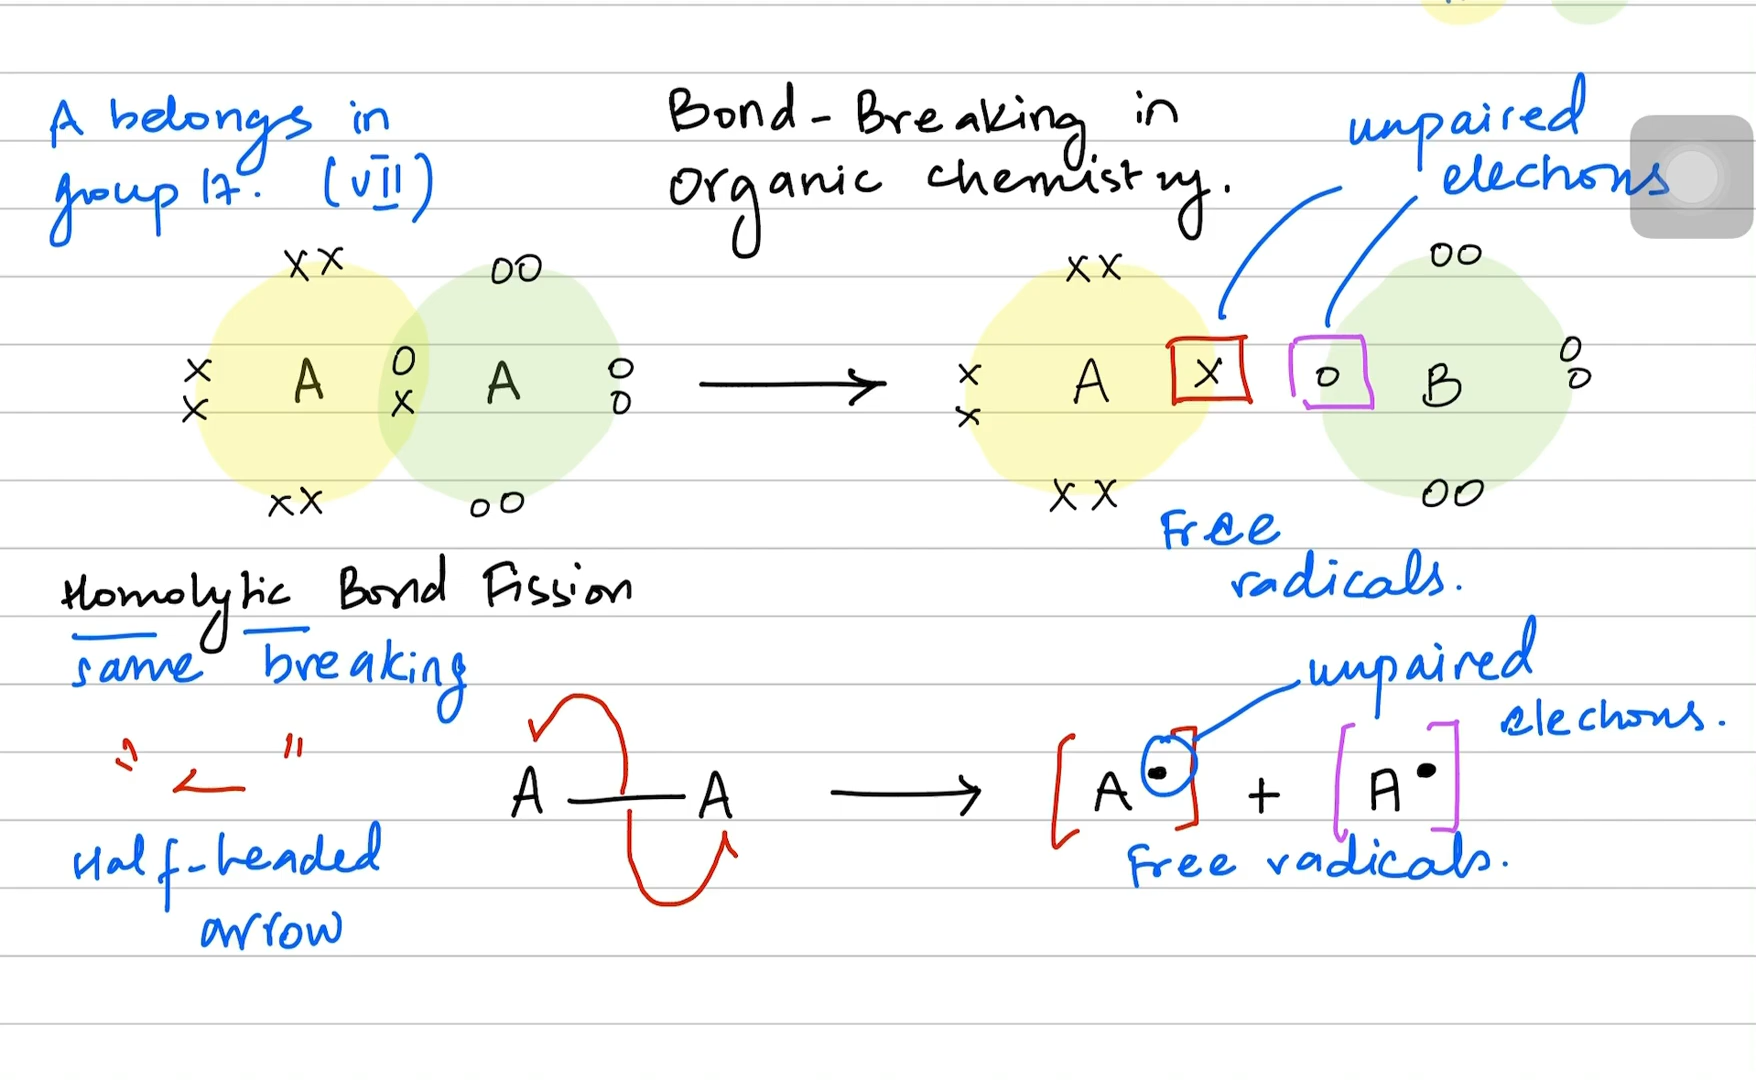 A belongs in
group 17. (VII)
Bond-Breaking in
organic chemistry.
unpaired
electrons
xx oo xx oo
x A o A o x A x o B o
x x o x o
xx oo xx oo
Free
radicals.
Homolytic Bond Fission
same breaking
unpaired
electrons.
" "
A — A → [A •] + [A •]
Half-headed
arrow
Free radicals.